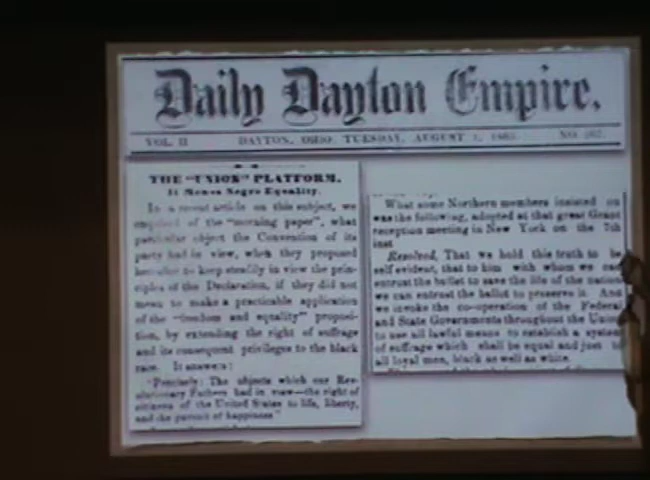 Daily Dayton Empire.
VOL. II DAYTON, OHIO, TUESDAY, AUGUST 1, 1865. NO.
THE "UNION" PLATFORM.
It Means Negro Equality.
In a recent article on this subject, we
enquired of the "morning paper", what
particular object the Convention of its
party had in view, when they proposed
hereafter to keep steadily in view the prin-
ciples of the Declaration, if they did not
mean to make a practicable application
of the "freedom and equality" proposi-
tion, by extending the right of suffrage
and its consequent privileges to the black
race. It answers:
"Precisely: The objects which our Rev-
olutionary Fathers had in view—the right of
citizens of the United States to life, liberty,
and the pursuit of happiness"
What some Northern members insisted on
was the following, adopted at that great Grant
reception meeting in New York on the 7th
inst
Resolved, That we hold this truth to be
self evident, that to him with whom we can
entrust the ballot to save the life of the nation
we can entrust the ballot to preserve it. And
we invoke the co-operation of the Federal
and State Governments throughout the Union
to use all lawful means to establish a system
of suffrage which shall be equal and just to
all loyal men, black as well as white.